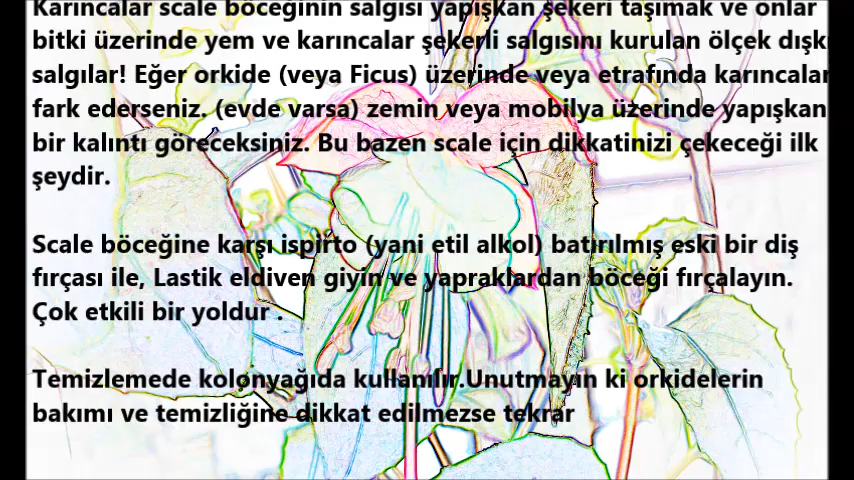 Karıncalar scale böceğinin salgısı yapışkan şekeri taşımak ve onlar
bitki üzerinde yem ve karıncalar şekerli salgısını kurulan ölçek dışkı
salgılar! Eğer orkide (veya Ficus) üzerinde veya etrafında karıncalar
fark ederseniz. (evde varsa) zemin veya mobilya üzerinde yapışkan
bir kalıntı göreceksiniz. Bu bazen scale için dikkatinizi çekeceği ilk
şeydir.
Scale böceğine karşı ispirto (yani etil alkol) batırılmış eski bir diş
fırçası ile, Lastik eldiven giyin ve yapraklardan böceği fırçalayın.
Çok etkili bir yoldur .
Temizlemede kolonyağıda kullanılır.Unutmayın ki orkidelerin
bakımı ve temizliğine dikkat edilmezse tekrar